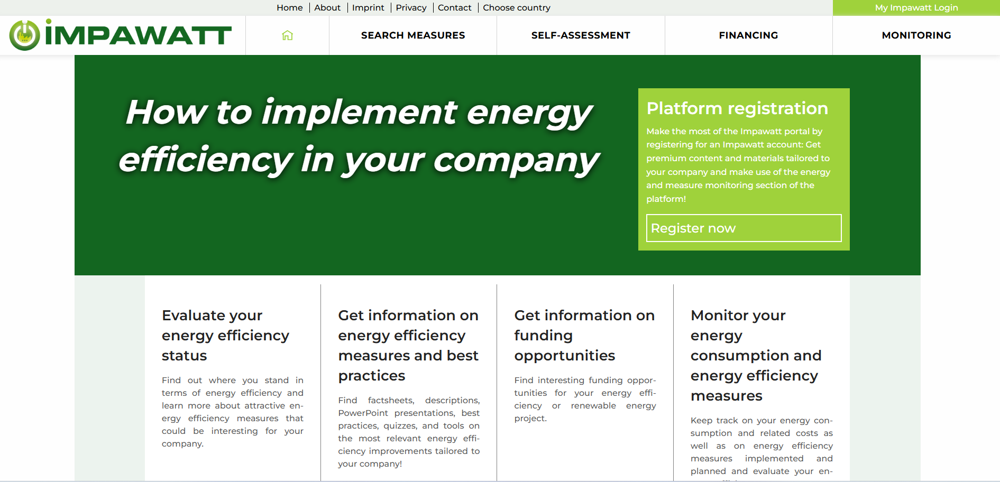 Home | About | Imprint | Privacy | Contact | Choose country
My Impawatt Login
iMPAWATT
SEARCH MEASURES
SELF-ASSESSMENT
FINANCING
MONITORING
How to implement energy
efficiency in your company
Platform registration
Make the most of the Impawatt portal by
registering for an Impawatt account: Get
premium content and materials tailored to
your company and make use of the energy
and measure monitoring section of the
platform!
Register now
Evaluate your
energy efficiency
status
Find out where you stand in
terms of energy efficiency and
learn more about attractive en-
ergy efficiency measures that
could be interesting for your
company.
Get information on
energy efficiency
measures and best
practices
Find factsheets, descriptions,
PowerPoint presentations, best
practices, quizzes, and tools on
the most relevant energy effi-
ciency improvements tailored to
your company!
Get information on
funding
opportunities
Find interesting funding oppor-
tunities for your energy effi-
ciency or renewable energy
project.
Monitor your
energy
consumption and
energy efficiency
measures
Keep track on your energy con-
sumption and related costs as
well as on energy efficiency
measures implemented and
planned and evaluate your en-